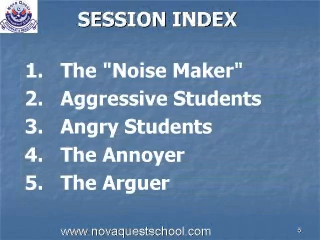 SESSION INDEX
1. The "Noise Maker"
2. Aggressive Students
3. Angry Students
4. The Annoyer
5. The Arguer
www.novaquestschool.com